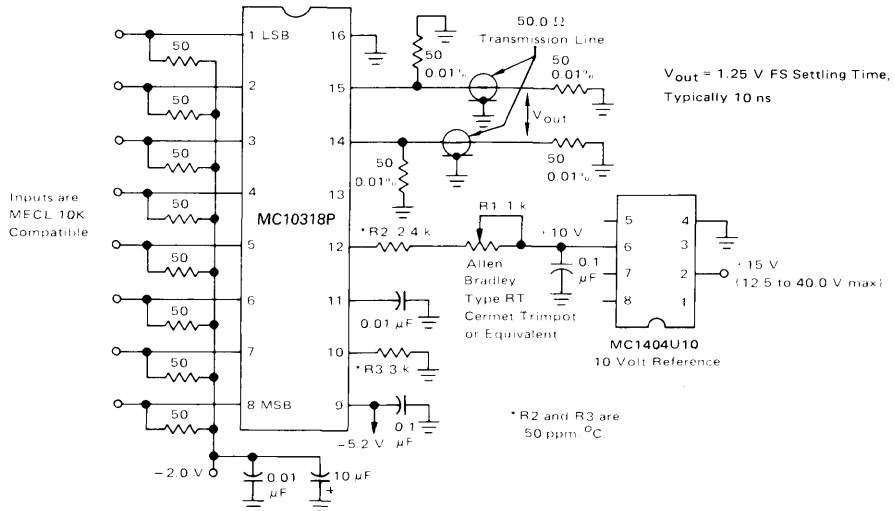 50
50
50
50
50
50
50
50
Inputs are
MECL 10K
Compatible
-2.0 V
0.01
µF
10 µF
+
1 LSB
2
3
4
5
6
7
8 MSB
MC10318P
16
15
14
13
12
11
10
9
50
0.01%
50.0 Ω
Transmission Line
50
0.01%
Vout
50
0.01%
50
0.01%
Vout = 1.25 V FS Settling Time,
Typically 10 ns
*R2 2.4 k
R1 1 k
Allen
Bradley
Type RT
Cermet Trimpot
or Equivalent
+10 V
0.1
µF
0.01 µF
*R3 3 k
-5.2 V
0.1
µF
5
6
7
8
4
3
2
1
+15 V
(12.5 to 40.0 V max)
MC1404U10
10 Volt Reference
*R2 and R3 are
50 ppm. °C.